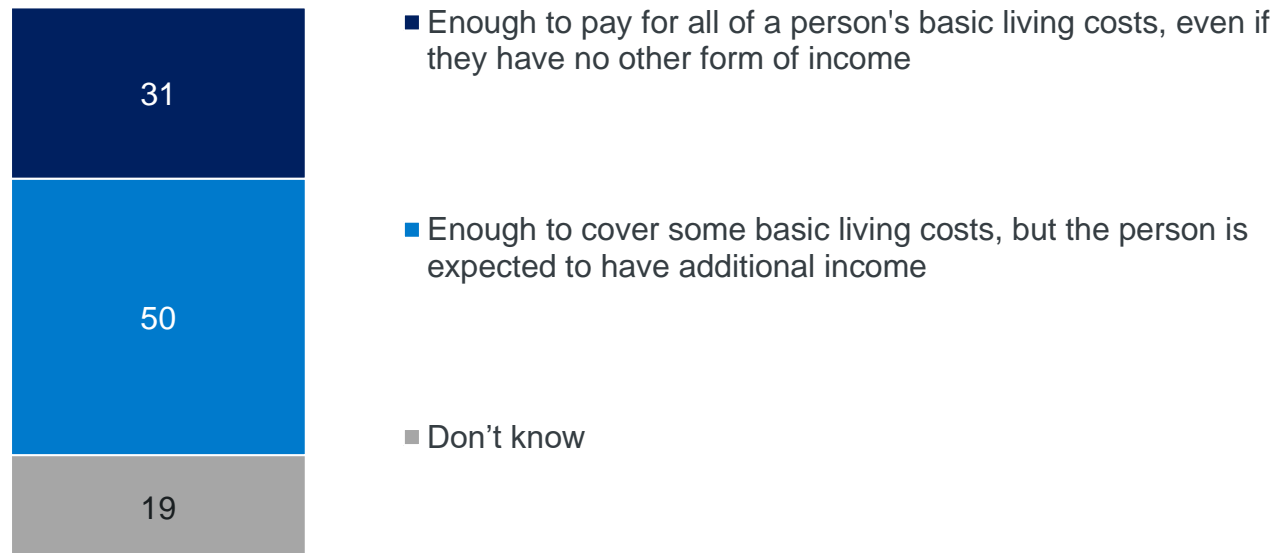 Enough to pay for all of a person's basic living costs, even if
they have no other form of income
31
Enough to cover some basic living costs, but the person is
expected to have additional income
50
Don’t know
19